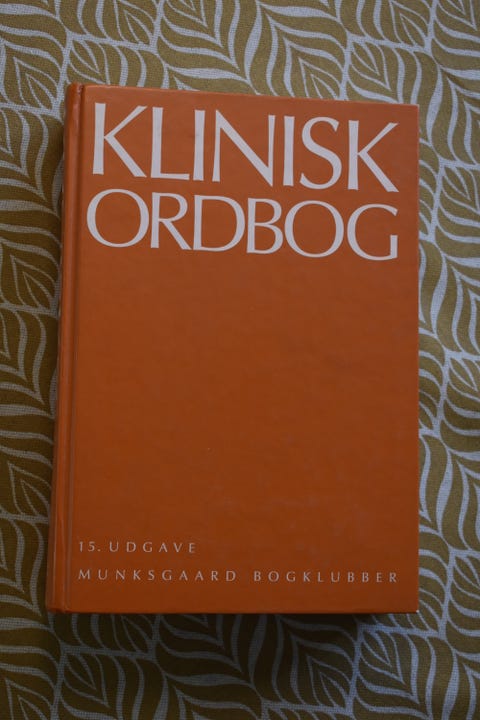 KLINISK
ORDBOG
15. UDGAVE
MUNKSGAARD BOGKLUBBER